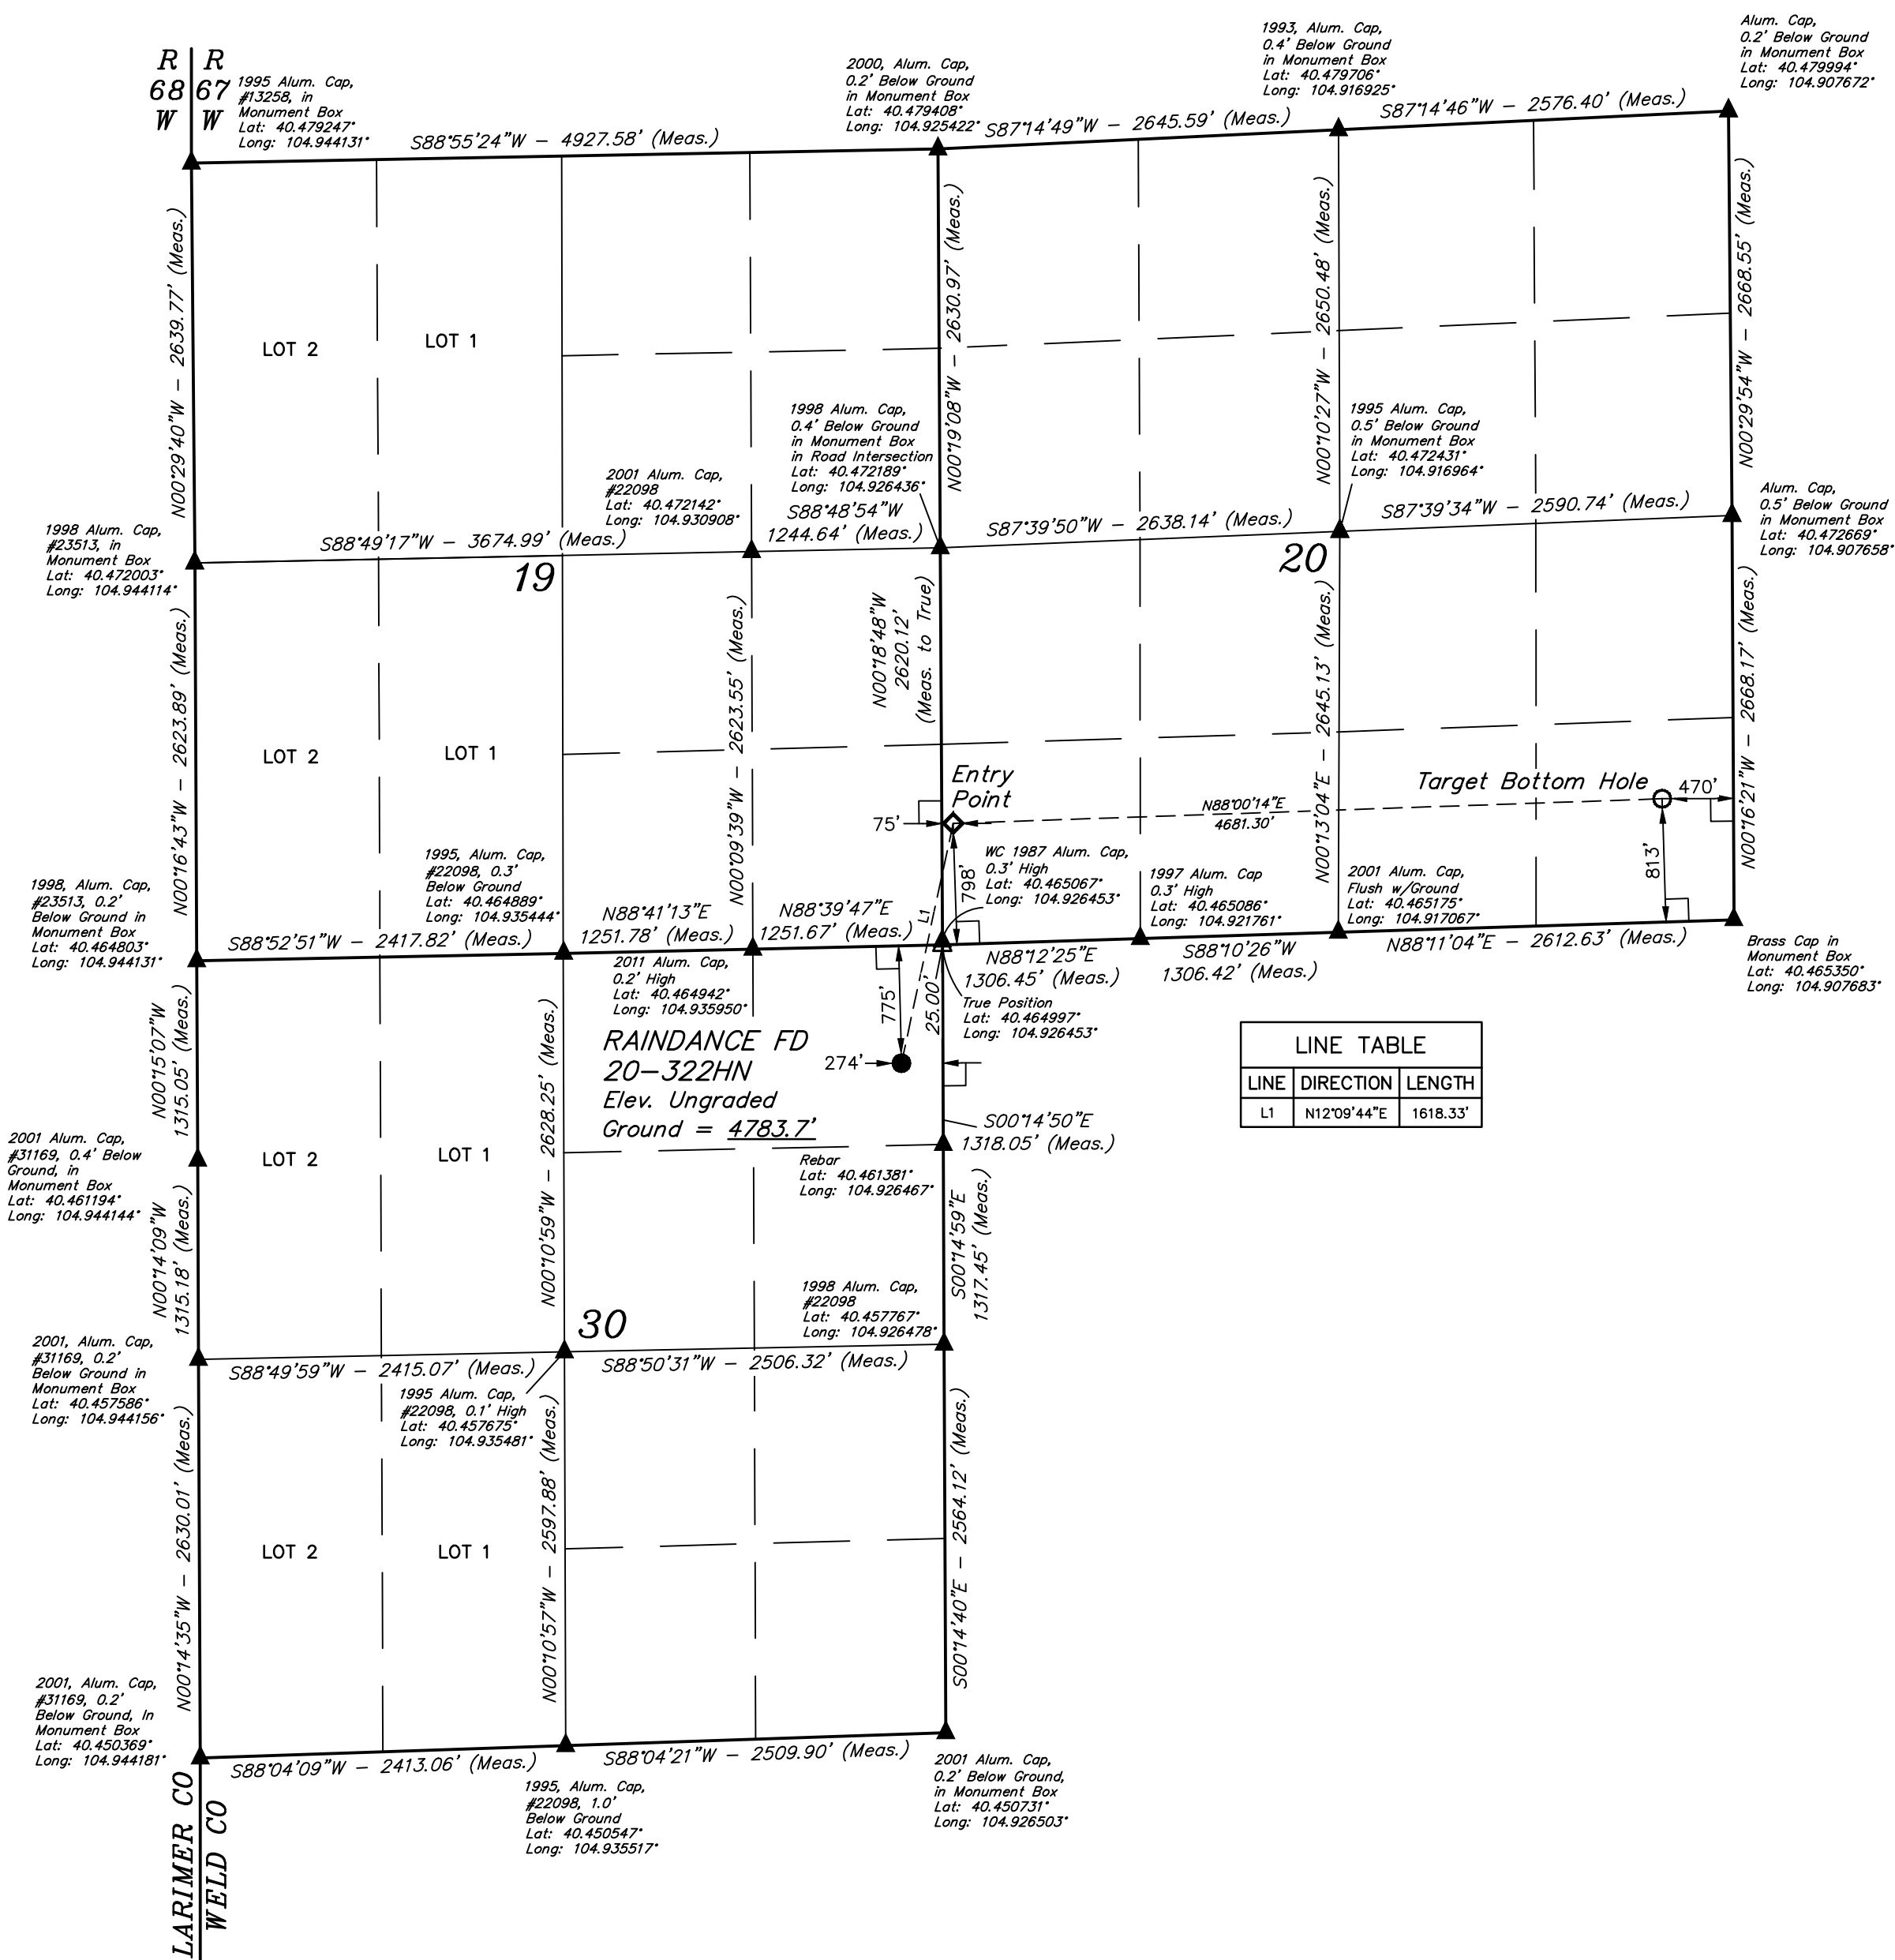 R R
68 67
W W
1995 Alum. Cap,
#13258, in
Monument Box
Lat: 40.479247°
Long: 104.944131°
S88°55'24"W - 4927.58' (Meas.)
2000, Alum. Cap,
0.2' Below Ground
in Monument Box
Lat: 40.479408°
Long: 104.925422°
S87°14'49"W - 2645.59' (Meas.)
1993, Alum. Cap,
0.4' Below Ground
in Monument Box
Lat: 40.479706°
Long: 104.916925°
S87°14'46"W - 2576.40' (Meas.)
Alum. Cap,
0.2' Below Ground
in Monument Box
Lat: 40.479994°
Long: 104.907672°
N00°29'40"W - 2639.77' (Meas.)
LOT 2
LOT 1
N00°19'08"W - 2630.97' (Meas.)
N00°10'27"W - 2650.48' (Meas.)
N00°29'54"W - 2668.55' (Meas.)
1998 Alum. Cap,
0.4' Below Ground
in Monument Box
in Road Intersection
Lat: 40.472189°
Long: 104.926436°
1995 Alum. Cap,
0.5' Below Ground
in Monument Box
Lat: 40.472431°
Long: 104.916964°
2001 Alum. Cap,
#22098
Lat: 40.472142°
Long: 104.930908°
Alum. Cap,
0.5' Below Ground
in Monument Box
Lat: 40.472669°
Long: 104.907658°
1998 Alum. Cap,
#23513, in
Monument Box
Lat: 40.472003°
Long: 104.944114°
S88°49'17"W - 3674.99' (Meas.)
S88°48'54"W
1244.64' (Meas.)
S87°39'50"W - 2638.14' (Meas.)
S87°39'34"W - 2590.74' (Meas.)
19
20
N00°16'43"W - 2623.89' (Meas.)
LOT 2
LOT 1
N00°09'39"W - 2623.55' (Meas.)
N00°18'48"W
2620.12'
(Meas. to True)
N00°13'04"E - 2645.13' (Meas.)
N00°16'21"W - 2668.17' (Meas.)
Entry
Point
75'
798'
L1
N88°00'14"E
4681.30'
Target Bottom Hole
470'
813'
1998, Alum. Cap,
#23513, 0.2'
Below Ground in
Monument Box
Lat: 40.464803°
Long: 104.944131°
1995, Alum. Cap,
#22098, 0.3'
Below Ground
Lat: 40.464889°
Long: 104.935444°
WC 1987 Alum. Cap,
0.3' High
Lat: 40.465067°
Long: 104.926453°
1997 Alum. Cap
0.3' High
Lat: 40.465086°
Long: 104.921761°
2001 Alum. Cap,
Flush w/Ground
Lat: 40.465175°
Long: 104.917067°
Brass Cap in
Monument Box
Lat: 40.465350°
Long: 104.907683°
S88°52'51"W - 2417.82' (Meas.)
N88°41'13"E
1251.78' (Meas.)
N88°39'47"E
1251.67' (Meas.)
N88°12'25"E
1306.45' (Meas.)
S88°10'26"W
1306.42' (Meas.)
N88°11'04"E - 2612.63' (Meas.)
2011 Alum. Cap,
0.2' High
Lat: 40.464942°
Long: 104.935950°
775'
25.00'
True Position
Lat: 40.464997°
Long: 104.926453°
RAINDANCE FD
20-322HN
Elev. Ungraded
Ground = 4783.7'
274'
LINE TABLE
LINE DIRECTION LENGTH
L1 N12°09'44"E 1618.33'
N00°15'07"W
1315.05' (Meas.)
N00°10'59"W - 2628.25' (Meas.)
S00°14'50"E
1318.05' (Meas.)
2001 Alum. Cap,
#31169, 0.4' Below
Ground, in
Monument Box
Lat: 40.461194°
Long: 104.944144°
LOT 2
LOT 1
Rebar
Lat: 40.461381°
Long: 104.926467°
N00°14'09"W
1315.18' (Meas.)
S00°14'59"E
1317.45' (Meas.)
1998 Alum. Cap,
#22098
Lat: 40.457767°
Long: 104.926478°
30
2001, Alum. Cap,
#31169, 0.2'
Below Ground in
Monument Box
Lat: 40.457586°
Long: 104.944156°
S88°49'59"W - 2415.07' (Meas.)
S88°50'31"W - 2506.32' (Meas.)
1995 Alum. Cap,
#22098, 0.1' High
Lat: 40.457675°
Long: 104.935481°
N00°14'35"W - 2630.01' (Meas.)
LOT 2
LOT 1
N00°10'57"W - 2597.88' (Meas.)
S00°14'40"E - 2564.12' (Meas.)
2001, Alum. Cap,
#31169, 0.2'
Below Ground, In
Monument Box
Lat: 40.450369°
Long: 104.944181°
S88°04'09"W - 2413.06' (Meas.)
S88°04'21"W - 2509.90' (Meas.)
1995, Alum. Cap,
#22098, 1.0'
Below Ground
Lat: 40.450547°
Long: 104.935517°
2001 Alum. Cap,
0.2' Below Ground,
in Monument Box
Lat: 40.450731°
Long: 104.926503°
LARIMER CO
WELD CO